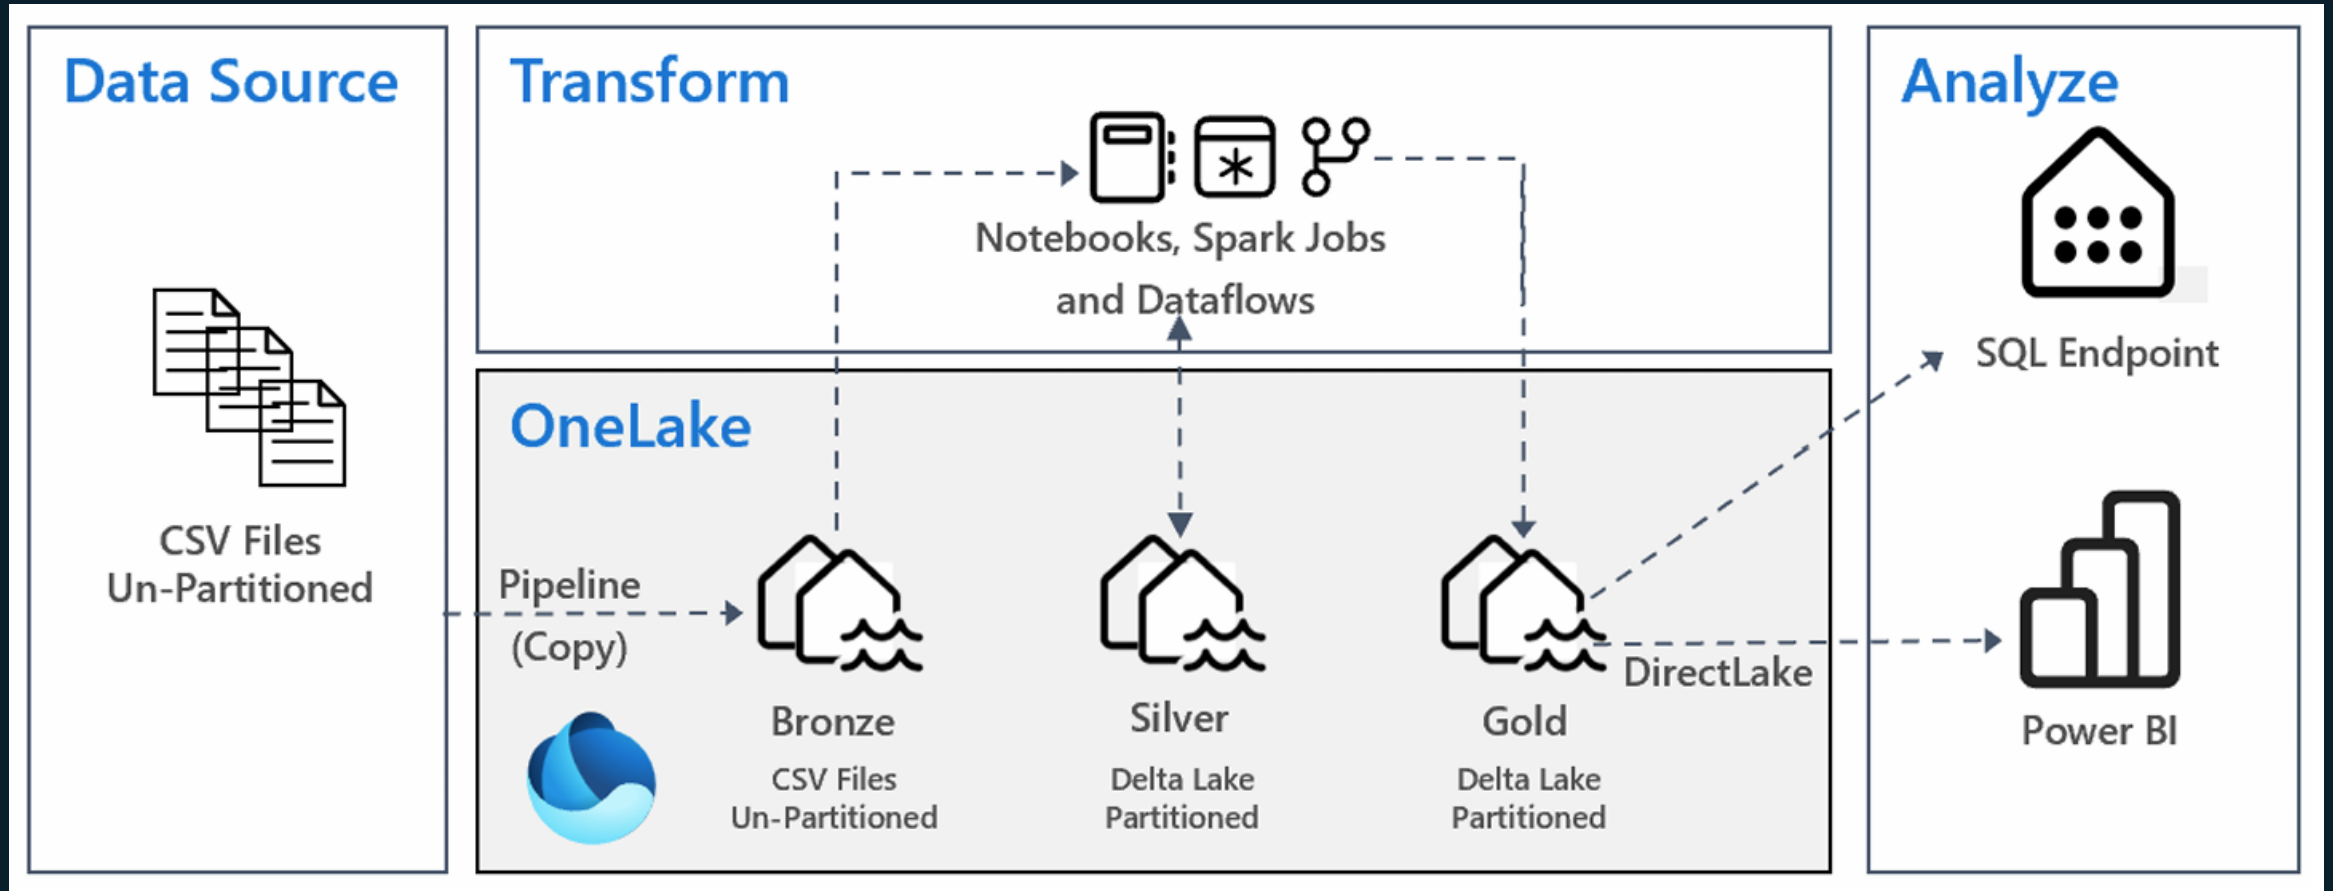 Data Source
CSV Files
Un-Partitioned
Transform
Notebooks, Spark Jobs
and Dataflows
OneLake
Pipeline
(Copy)
Bronze
CSV Files
Un-Partitioned
Silver
Delta Lake
Partitioned
Gold
Delta Lake
Partitioned
DirectLake
Analyze
SQL Endpoint
Power BI